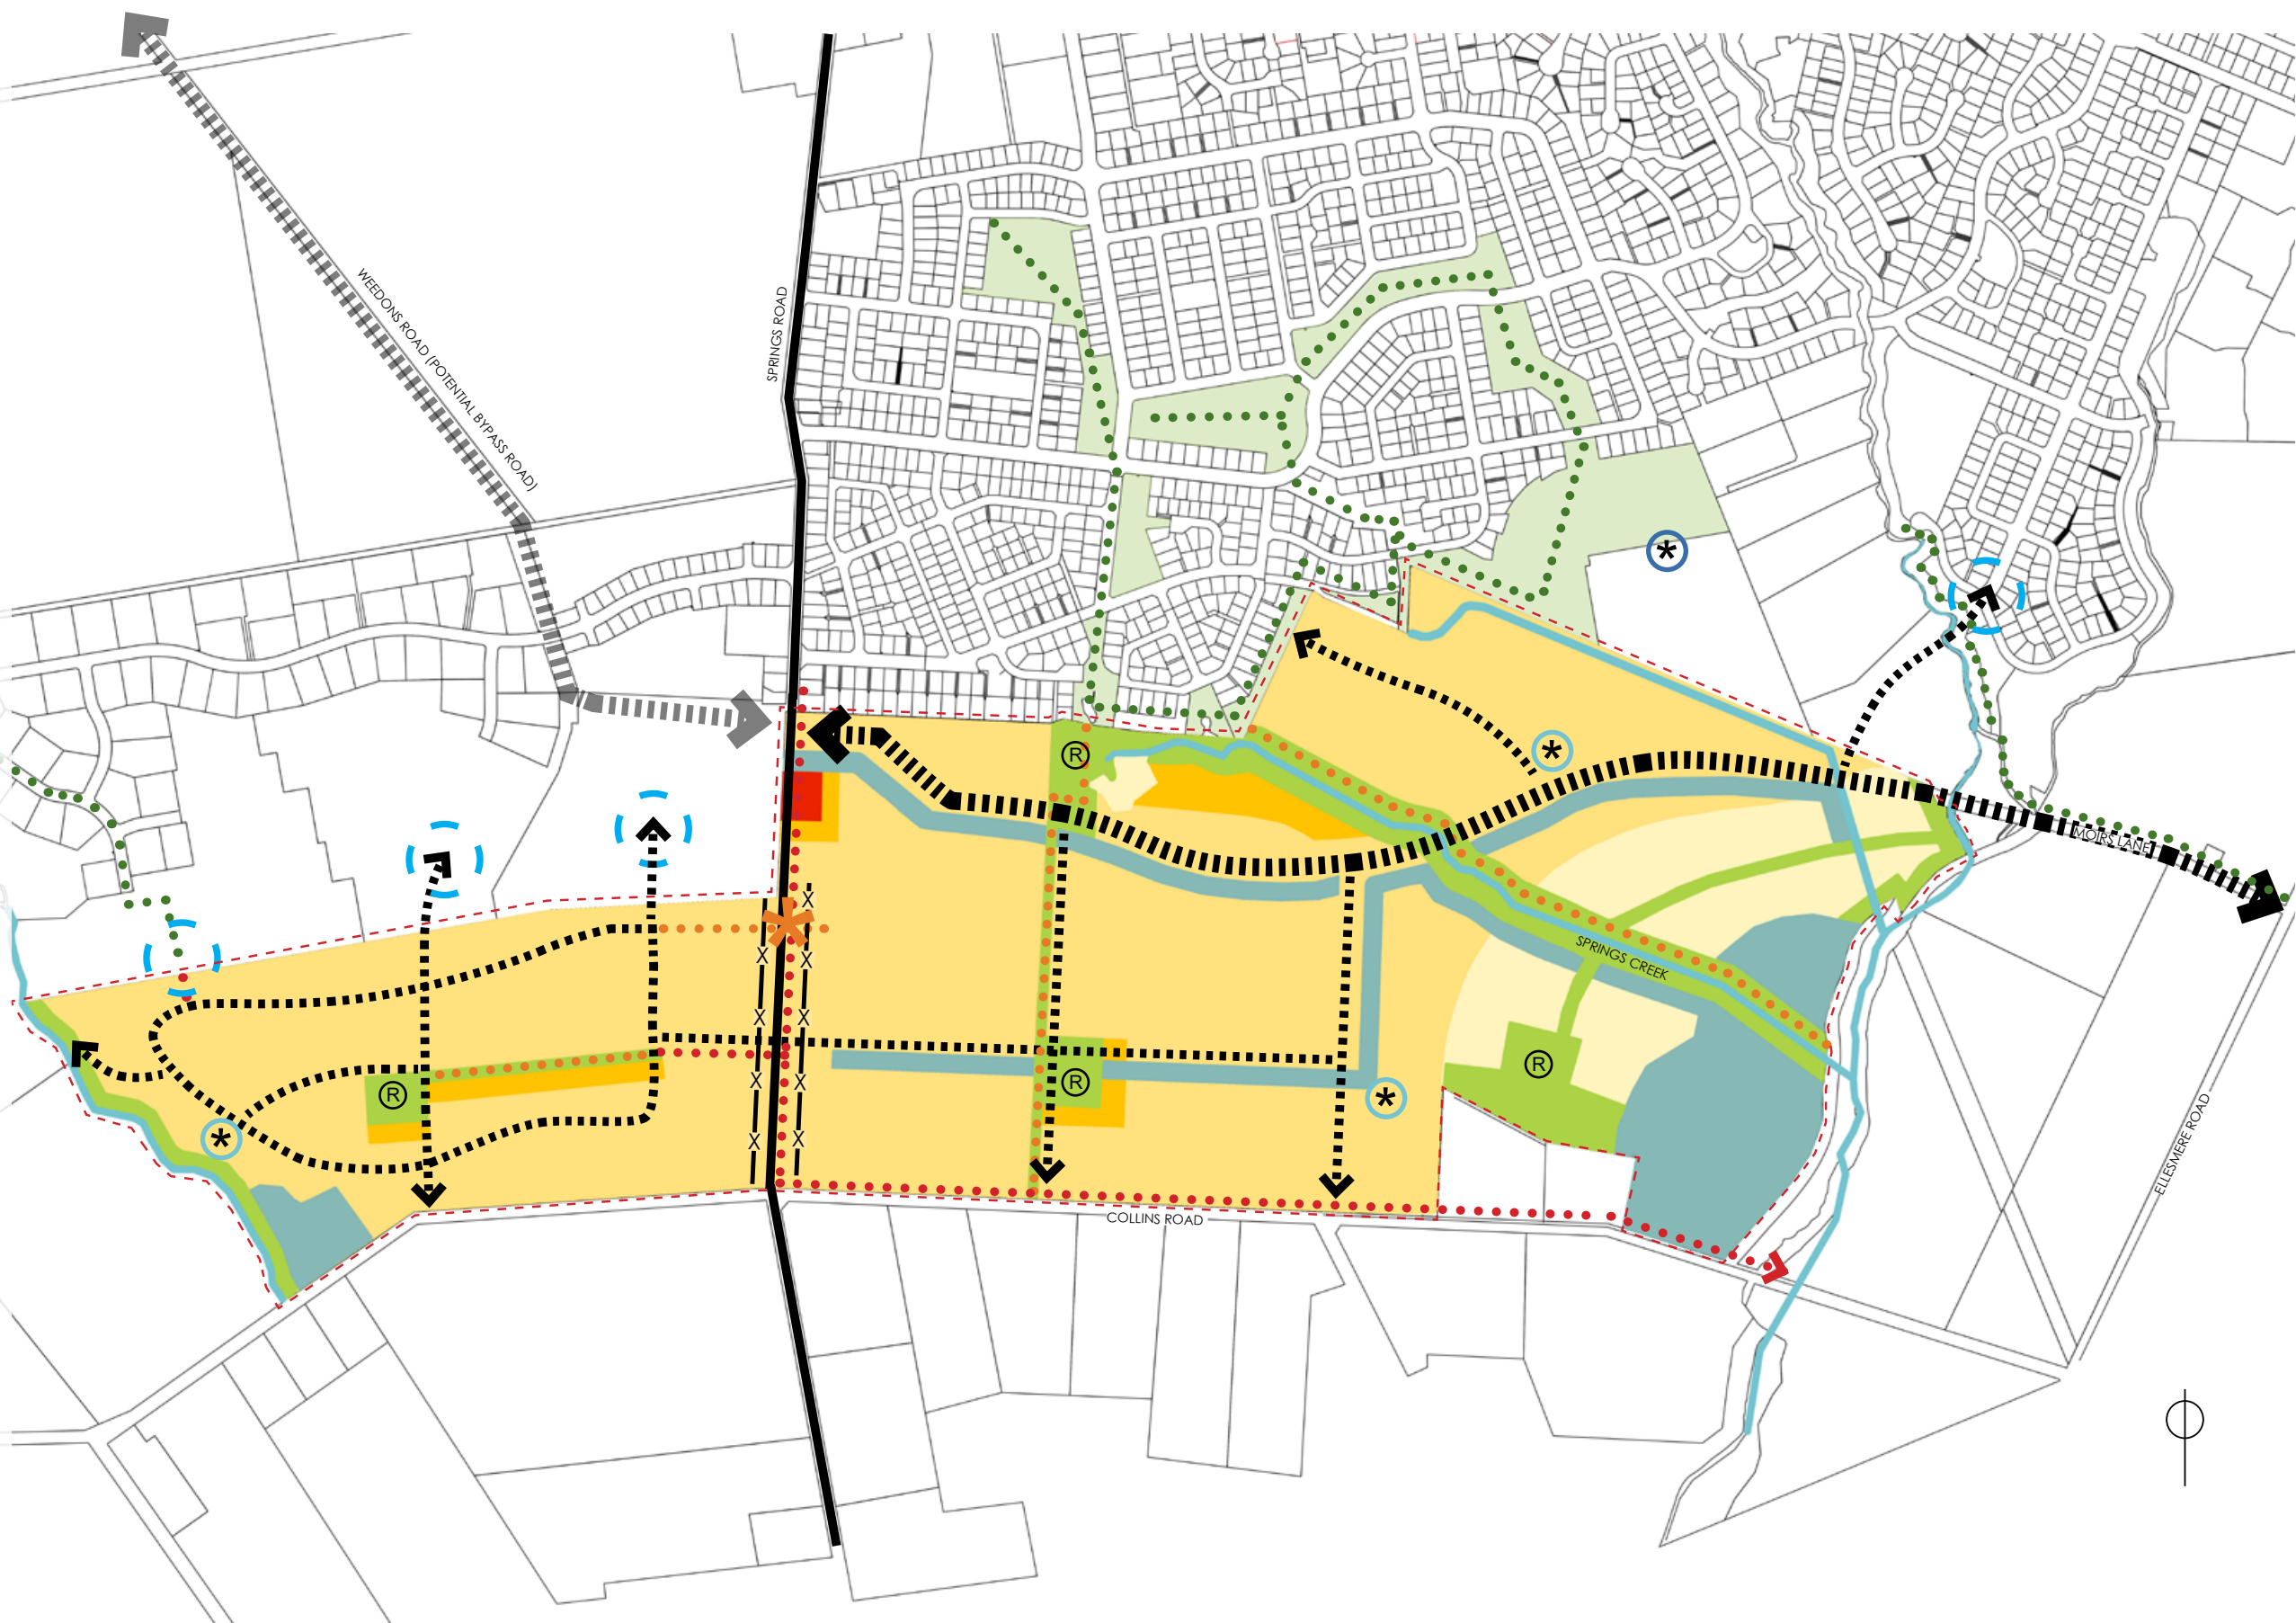 WEEDONS ROAD (POTENTIAL BYPASS ROAD)
SPRINGS ROAD
R
MOIRS LANE
X
X
X
SPRINGS CREEK
X
X
R
R
R
X
X
X
X
ELLESMERE ROAD
COLLINS ROAD